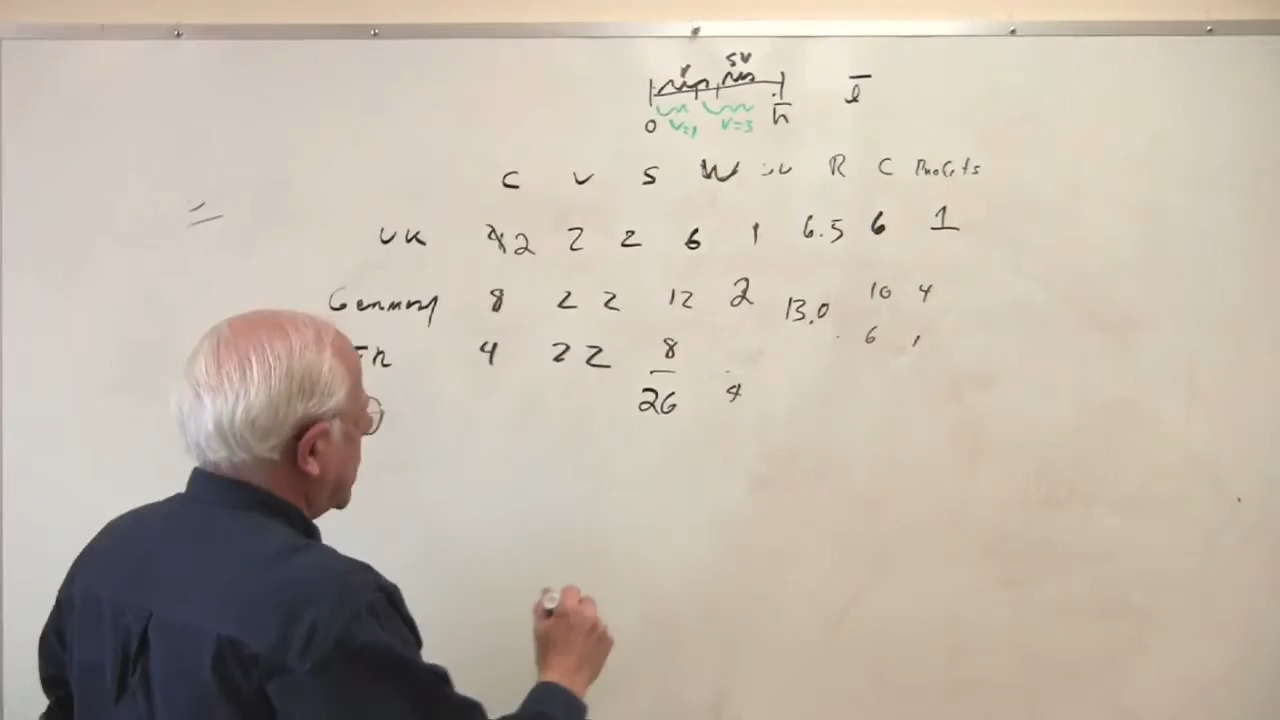 v sv
0 v=1 v=3 h̄ l̄
C V S W R C Profits
UK 2 2 2 6 1 6.5 6 1
Germany 8 2 2 12 2 13.0 10 4
4 2 2 8 6 1
26 4